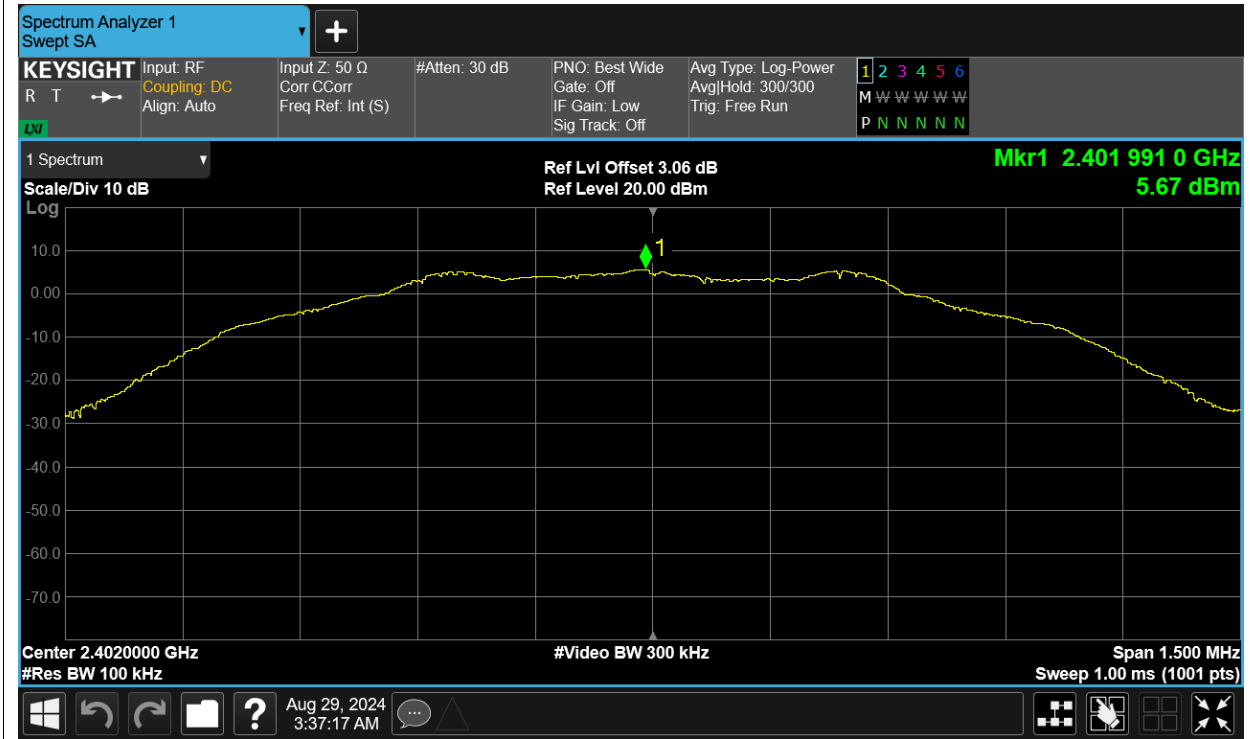 Spectrum Analyzer 1
Swept SA
+
KEYSIGHT
R T
LXI
Input: RF
Coupling: DC
Align: Auto
Input Z: 50 Ω
Corr CCorr
Freq Ref: Int (S)
#Atten: 30 dB
PNO: Best Wide
Gate: Off
IF Gain: Low
Sig Track: Off
Avg Type: Log-Power
Avg|Hold: 300/300
Trig: Free Run
1 2 3 4 5 6
M W W W W W
P N N N N N
1 Spectrum
Scale/Div 10 dB
Log
Ref Lvl Offset 3.06 dB
Ref Level 20.00 dBm
Mkr1 2.401 991 0 GHz
5.67 dBm
1
10.0
0.00
-10.0
-20.0
-30.0
-40.0
-50.0
-60.0
-70.0
Center 2.4020000 GHz
#Res BW 100 kHz
#Video BW 300 kHz
Span 1.500 MHz
Sweep 1.00 ms (1001 pts)
?
Aug 29, 2024
3:37:17 AM